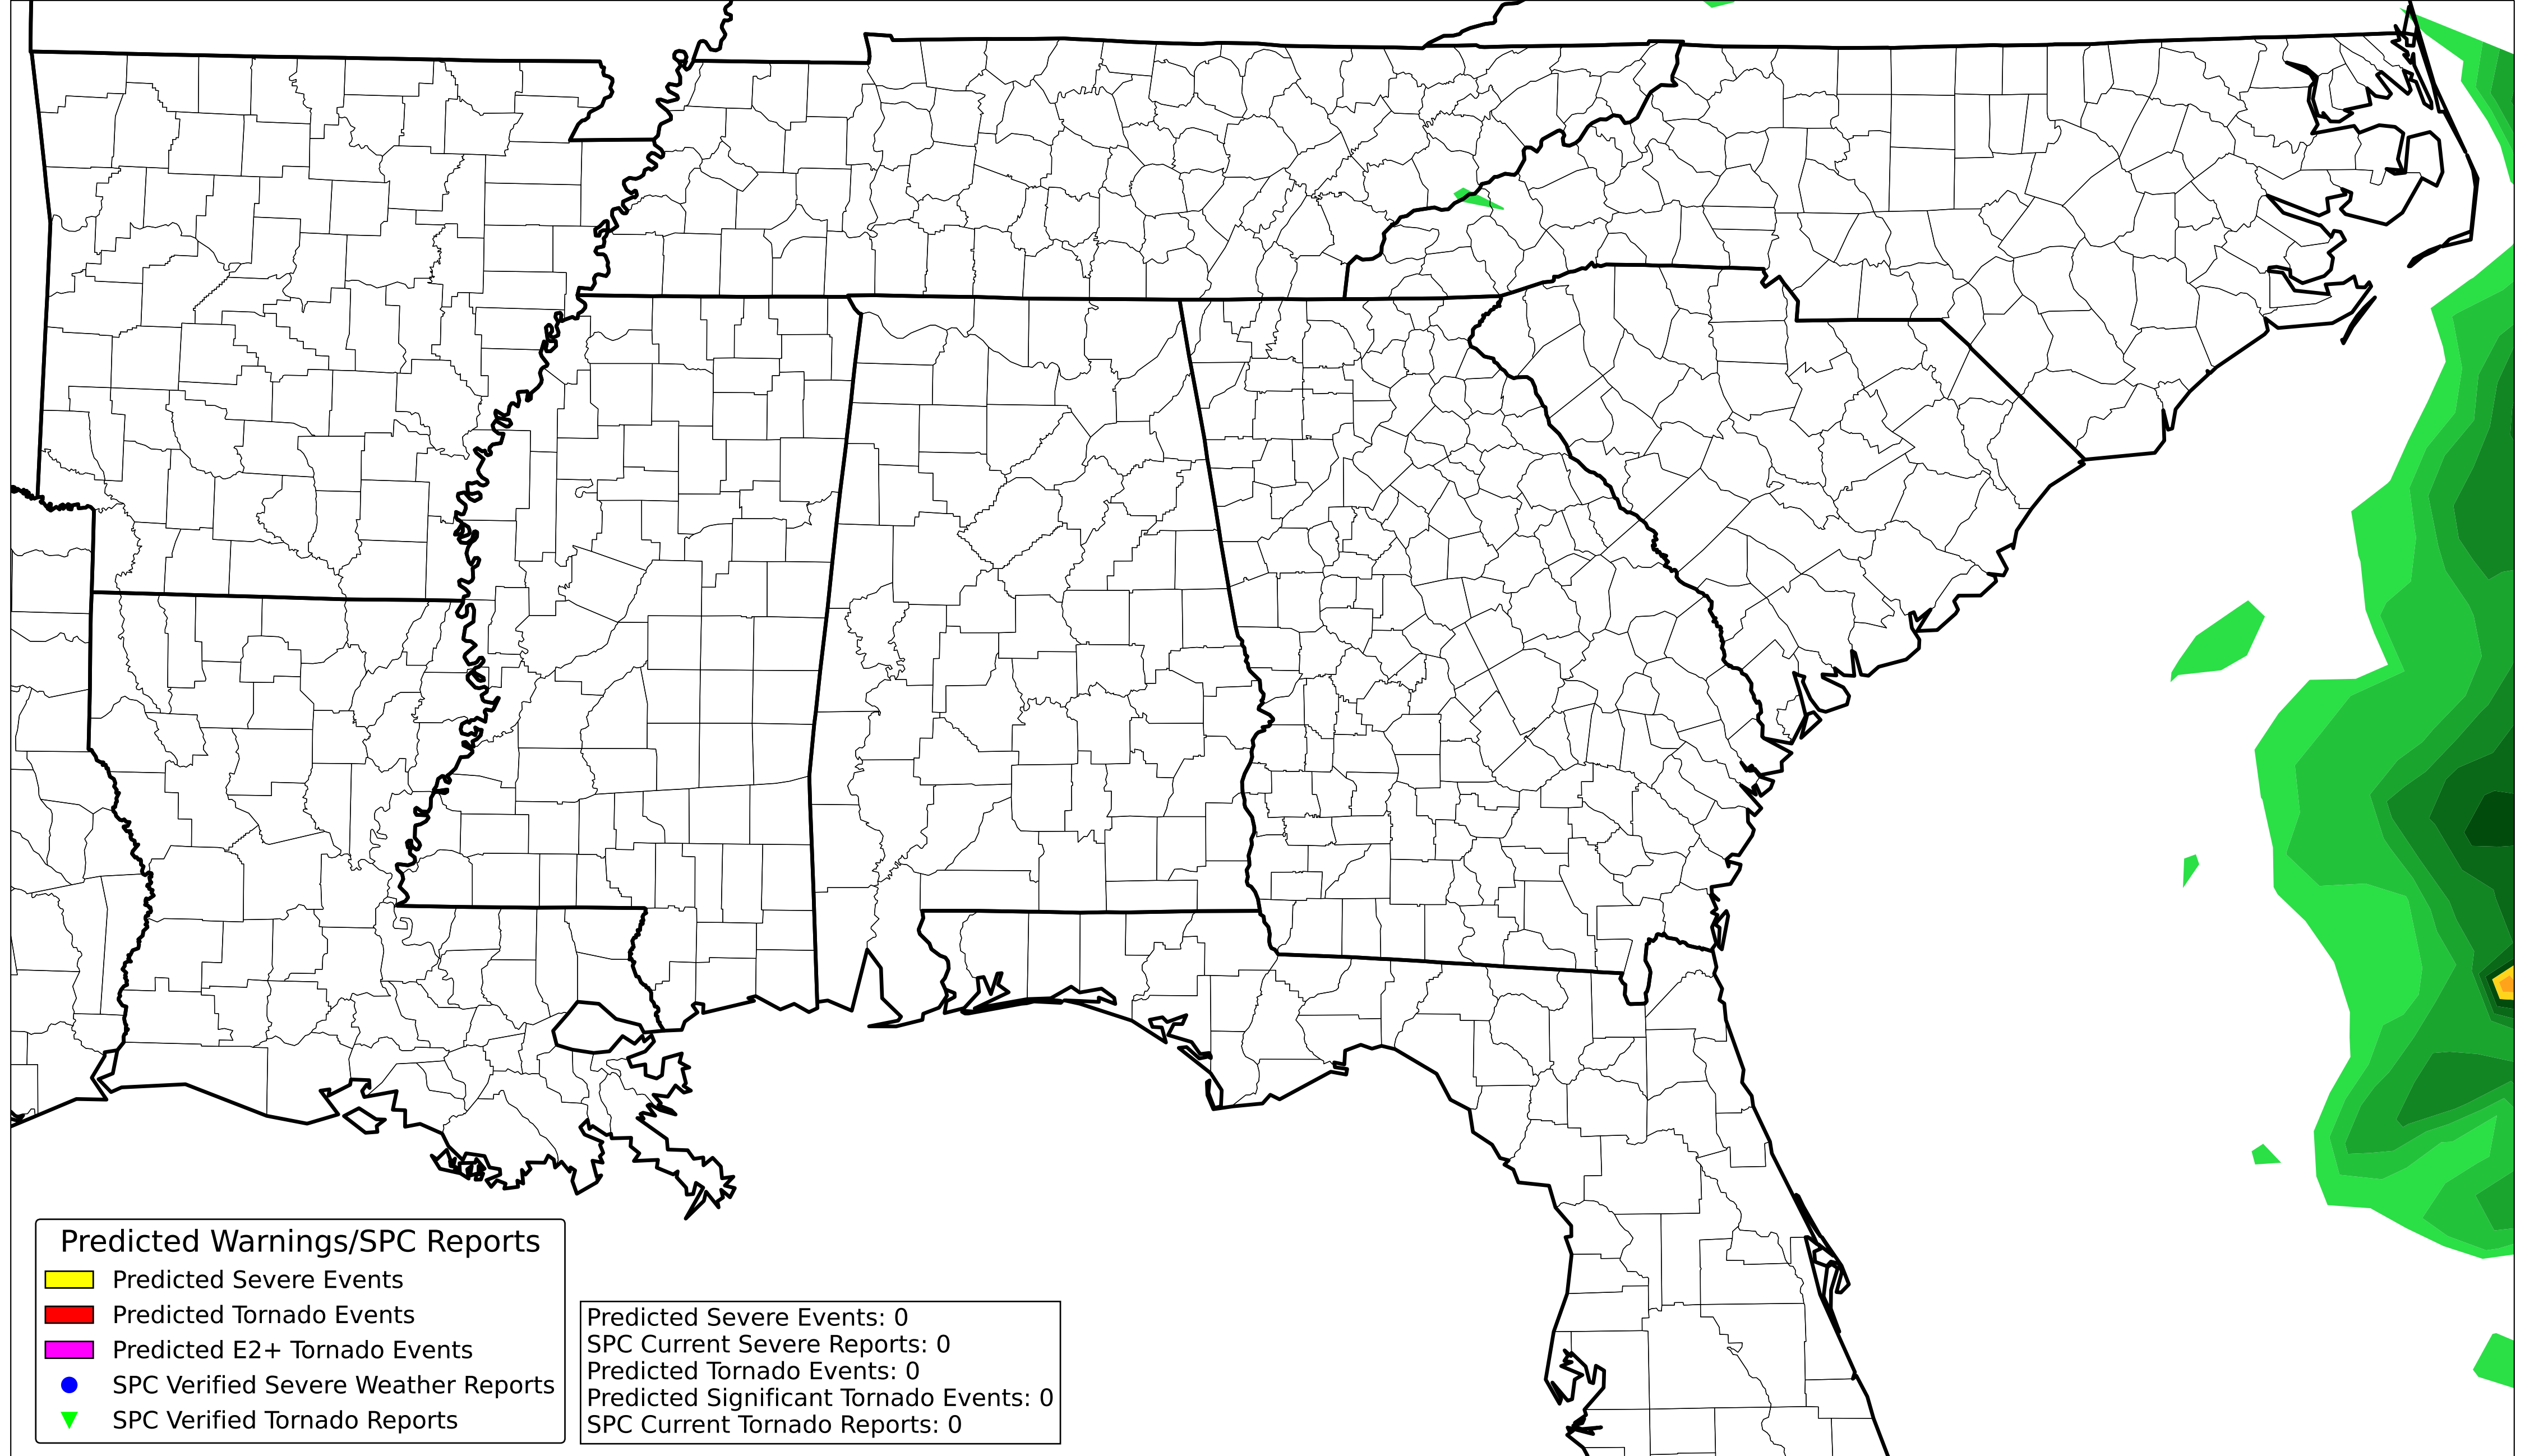 Predicted Warnings/SPC Reports
Predicted Severe Events
Predicted Tornado Events
Predicted E2+ Tornado Events
SPC Verified Severe Weather Reports
SPC Verified Tornado Reports
Predicted Severe Events: 0
SPC Current Severe Reports: 0
Predicted Tornado Events: 0
Predicted Significant Tornado Events: 0
SPC Current Tornado Reports: 0